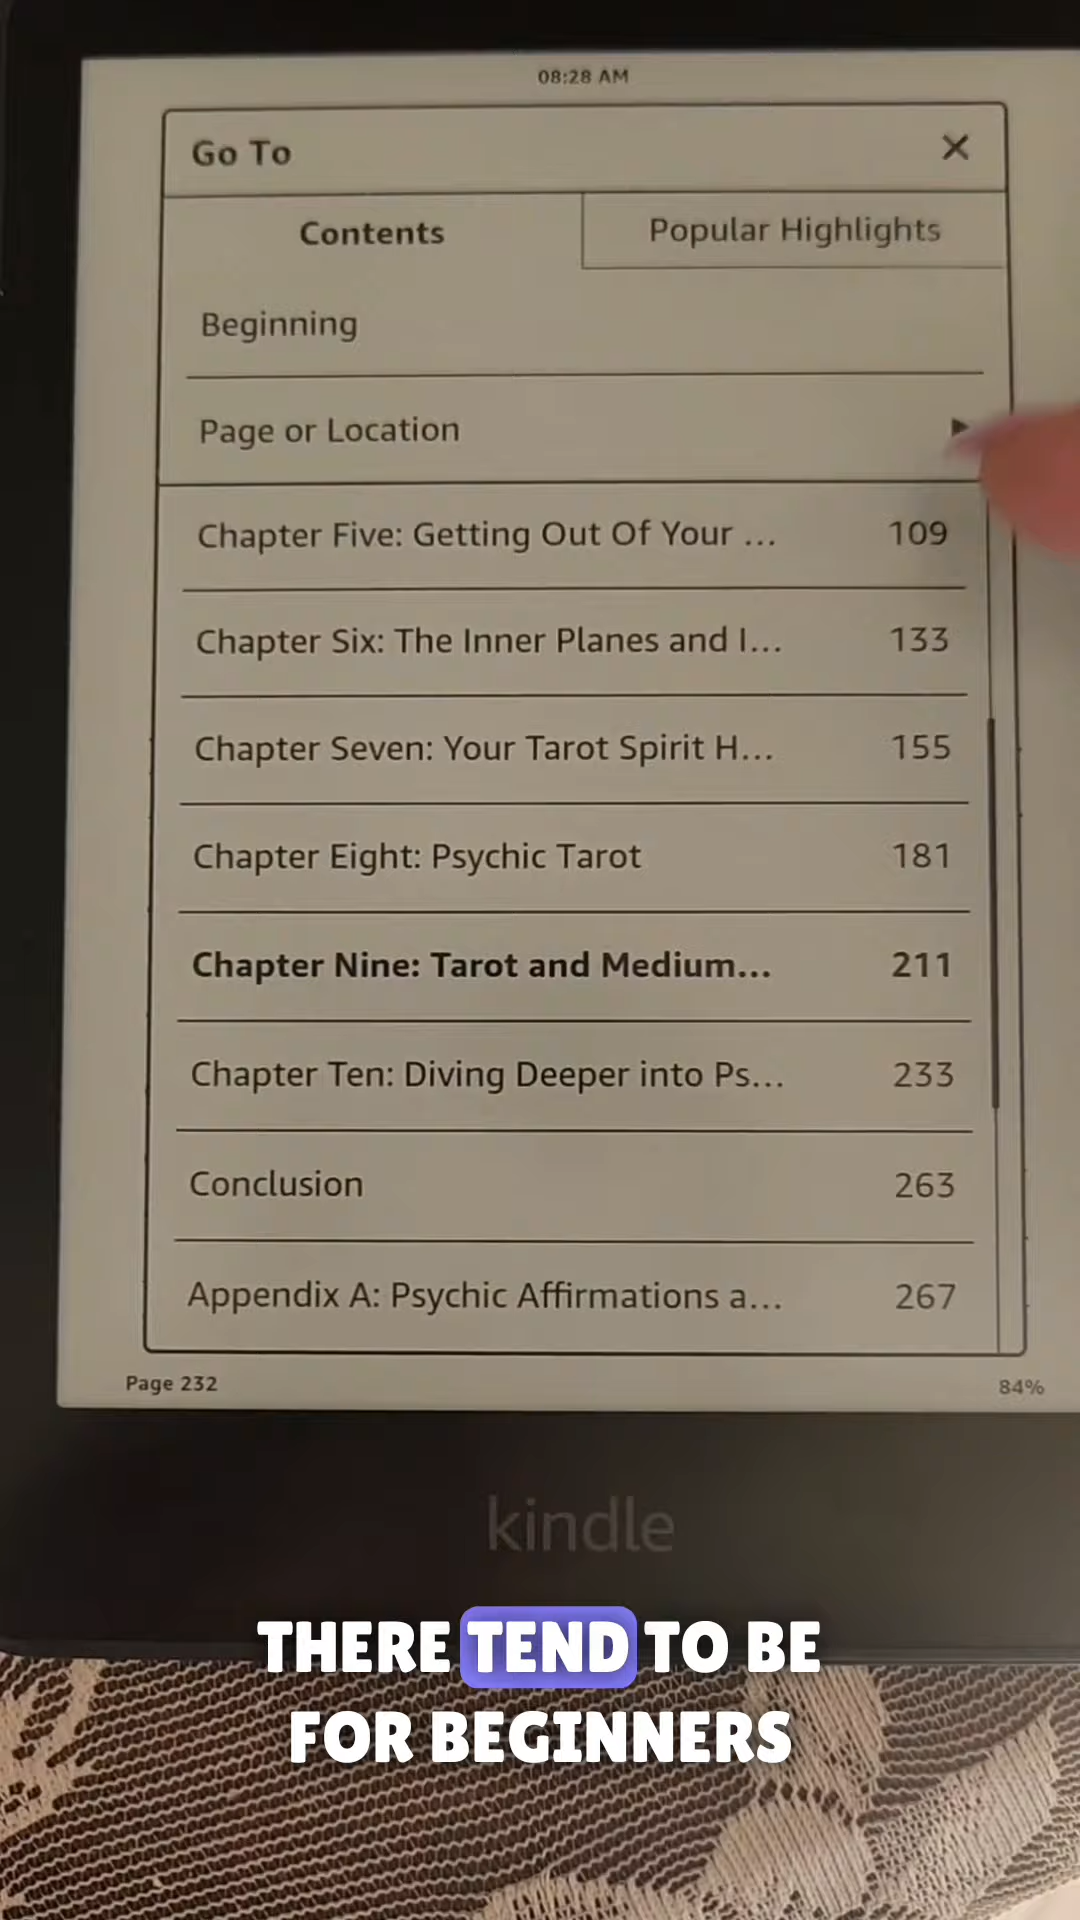 08:28 AM
Go To
Contents
Popular Highlights
Beginning
Page or Location
Chapter Five: Getting Out Of Your ... 109
Chapter Six: The Inner Planes and I... 133
Chapter Seven: Your Tarot Spirit H... 155
Chapter Eight: Psychic Tarot 181
Chapter Nine: Tarot and Medium... 211
Chapter Ten: Diving Deeper into Ps... 233
Conclusion 263
Appendix A: Psychic Affirmations a... 267
Page 232
84%
kindle
THERE TEND TO BE
FOR BEGINNERS